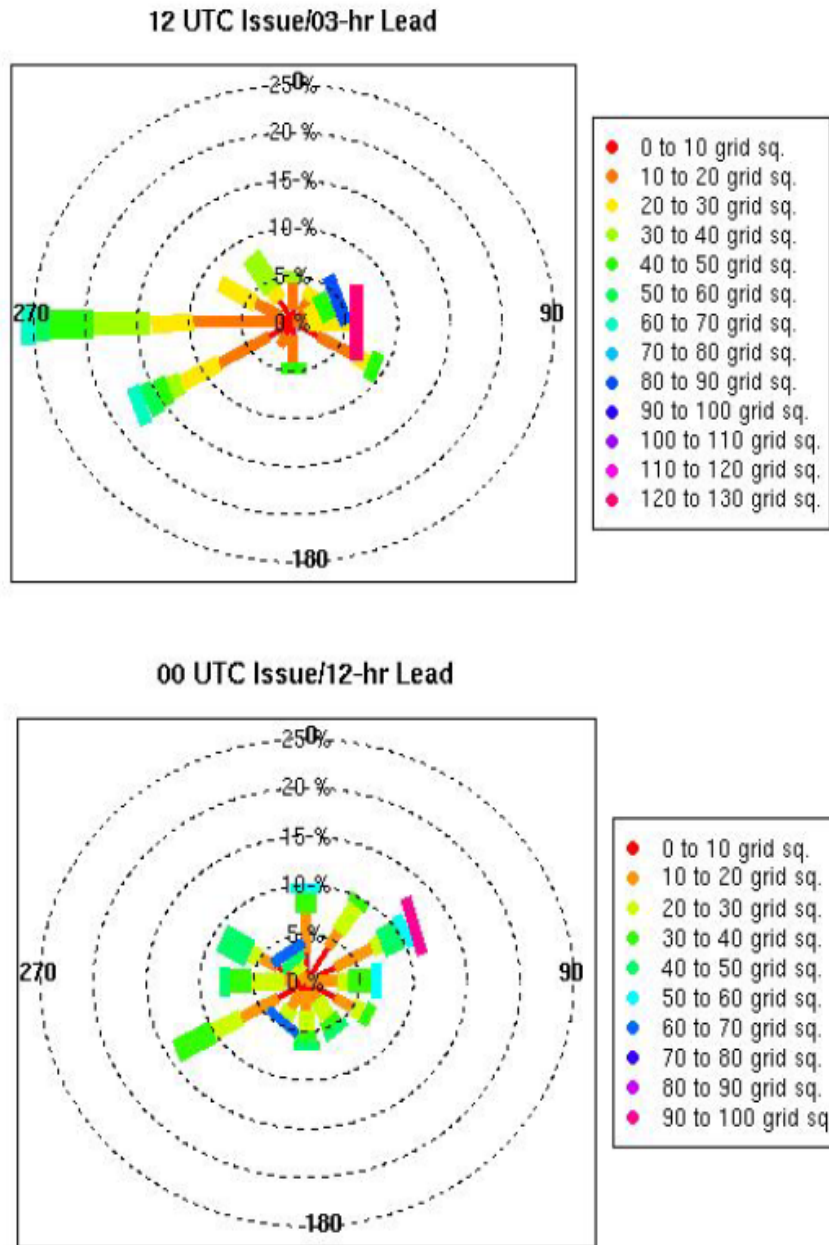 12 UTC Issue/03-hr Lead
0
25 %
20 %
15 %
10 %
5 %
0 %
270
90
180
0 to 10 grid sq.
10 to 20 grid sq.
20 to 30 grid sq.
30 to 40 grid sq.
40 to 50 grid sq.
50 to 60 grid sq.
60 to 70 grid sq.
70 to 80 grid sq.
80 to 90 grid sq.
90 to 100 grid sq.
100 to 110 grid sq.
110 to 120 grid sq.
120 to 130 grid sq.
00 UTC Issue/12-hr Lead
0
25 %
20 %
15 %
10 %
5 %
0 %
270
90
180
0 to 10 grid sq.
10 to 20 grid sq.
20 to 30 grid sq.
30 to 40 grid sq.
40 to 50 grid sq.
50 to 60 grid sq.
60 to 70 grid sq.
70 to 80 grid sq.
80 to 90 grid sq.
90 to 100 grid sq